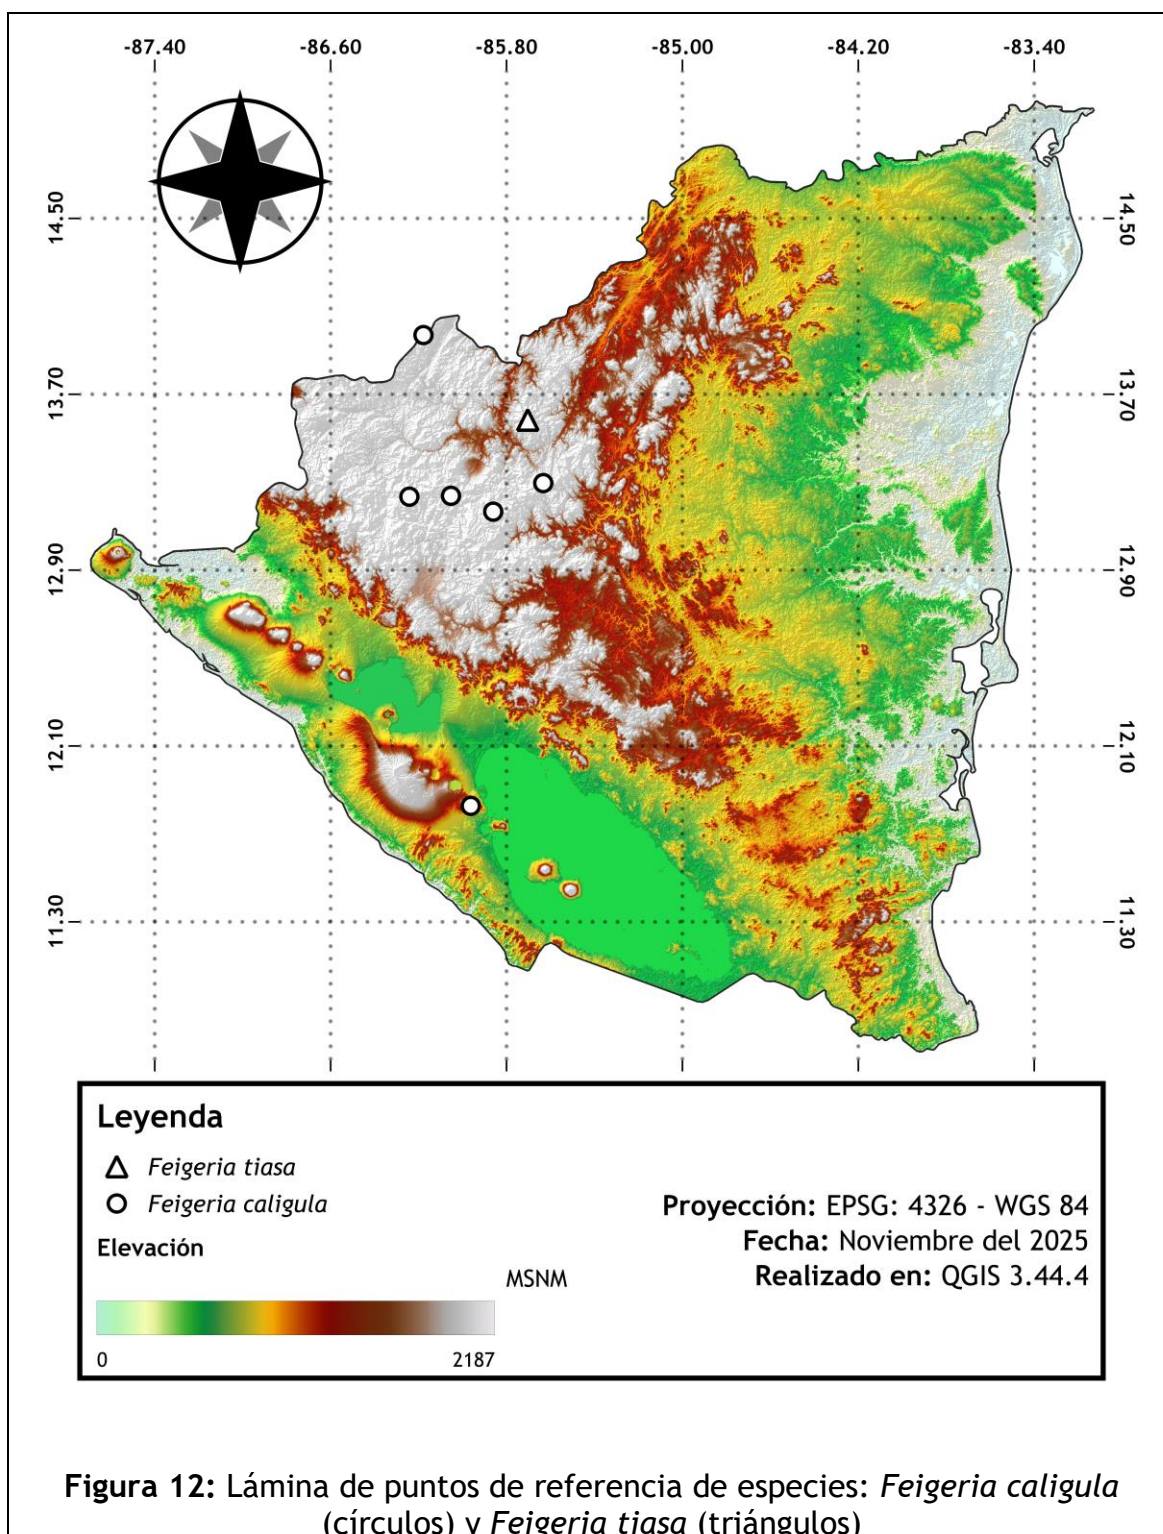 -87.40 -86.60 -85.80 -85.00 -84.20 -83.40
14.50 14.50
13.70 13.70
12.90 12.90
12.10 12.10
11.30 11.30
Leyenda
Feigeria tiasa
Feigeria caligula
Elevación
MSNM
0 2187
Proyección: EPSG: 4326 - WGS 84
Fecha: Noviembre del 2025
Realizado en: QGIS 3.44.4
Figura 12: Lámina de puntos de referencia de especies: Feigeria caligula
(círculos) y Feigeria tiasa (triángulos)